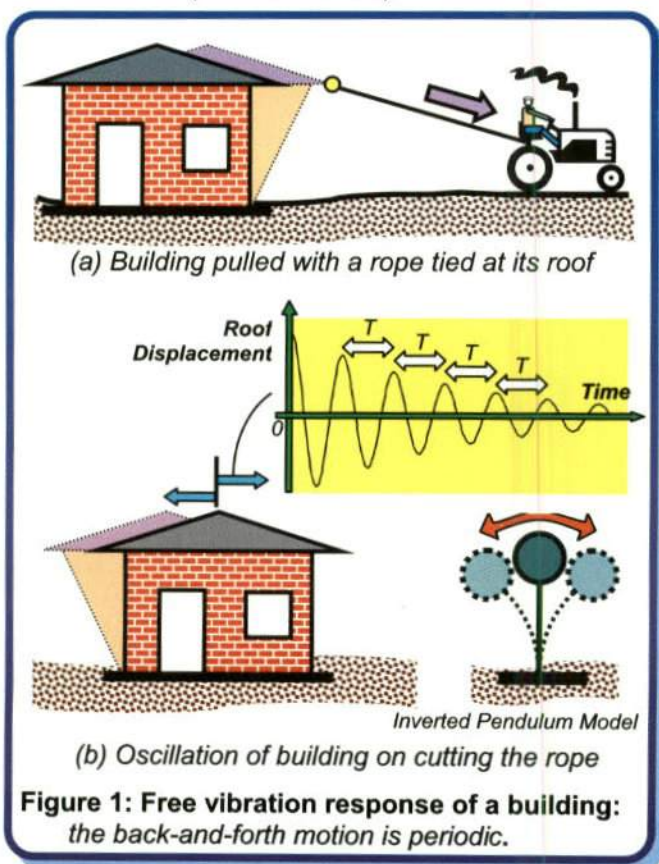 (a) Building pulled with a rope tied at its roof
Roof
Displacement
T
T
T
T
Time
0
Inverted Pendulum Model
(b) Oscillation of building on cutting the rope
Figure 1: Free vibration response of a building:
the back-and-forth motion is periodic.